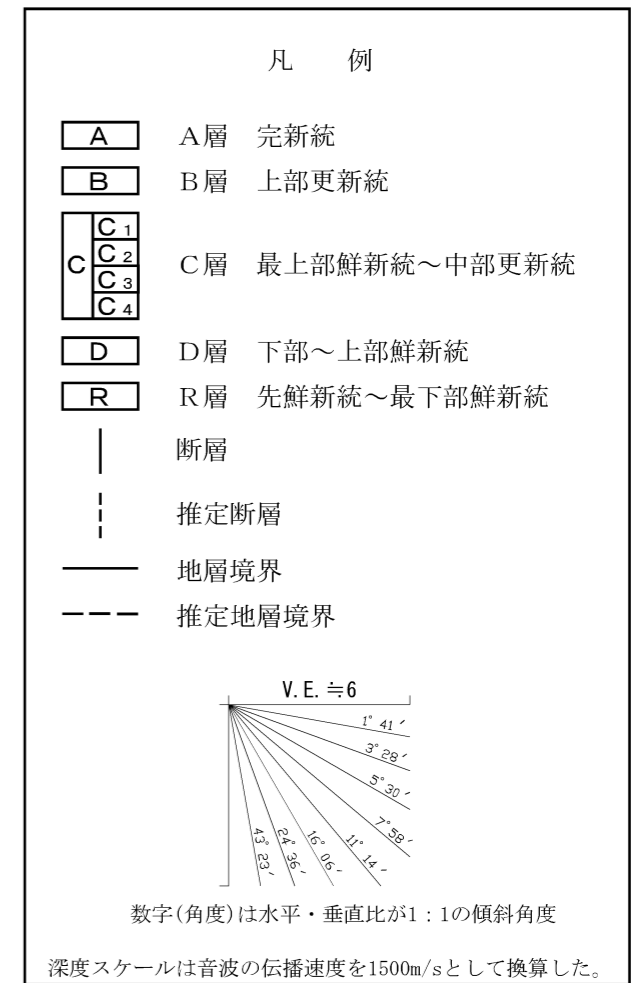 凡　例
A　A層　完新統
B　B層　上部更新統
C　C1　C2　C3　C4　C層　最上部鮮新統～中部更新統
D　D層　下部～上部鮮新統
R　R層　先鮮新統～最下部鮮新統
断層
推定断層
地層境界
推定地層境界
V.E.≒6
1° 41′
3° 28′
5° 30′
7° 58′
11° 14′
16° 06′
24° 36′
43° 23′
数字(角度)は水平・垂直比が1：1の傾斜角度
深度スケールは音波の伝播速度を1500m/sとして換算した。